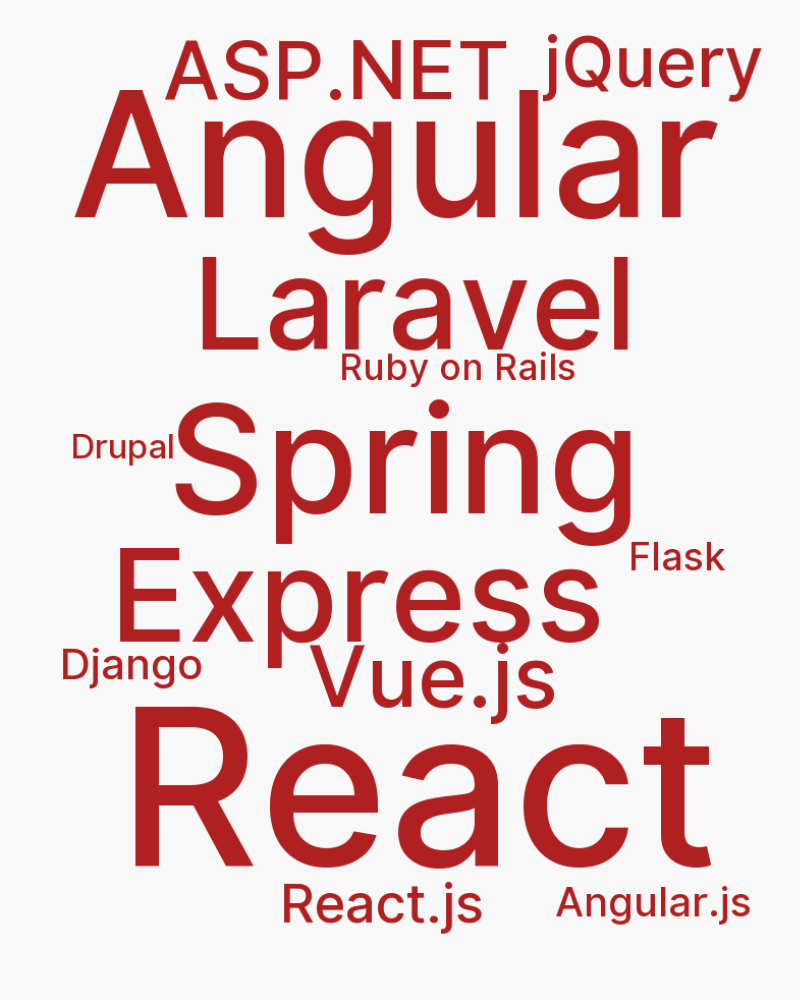 ASP.NET
jQuery
Angular
Laravel
Ruby on Rails
Spring
Drupal
Flask
Express
Django
Vue.js
React
React.js
Angular.js